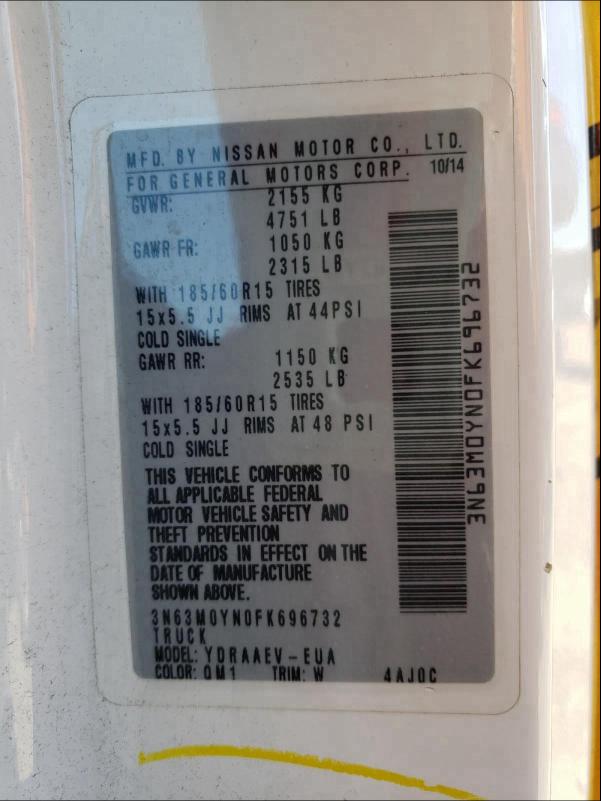 MFD. BY NISSAN MOTOR CO., LTD.
FOR GENERAL MOTORS CORP. 10/14
GVWR: 2155 KG
4751 LB
GAWR FR: 1050 KG
2315 LB
WITH 185/60R15 TIRES
15x5.5 JJ RIMS AT 44PSI
COLD SINGLE
GAWR RR: 1150 KG
2535 LB
WITH 185/60R15 TIRES
15x5.5 JJ RIMS AT 48 PSI
COLD SINGLE
THIS VEHICLE CONFORMS TO
ALL APPLICABLE FEDERAL
MOTOR VEHICLE SAFETY AND
THEFT PREVENTION
STANDARDS IN EFFECT ON THE
DATE OF MANUFACTURE
SHOWN ABOVE.
3N63M0YN0FK696732
TRUCK
MODEL: YDRAAEV-EUA
COLOR: QM1 TRIM: W 4AJ0C
3N63M0YN0FK696732